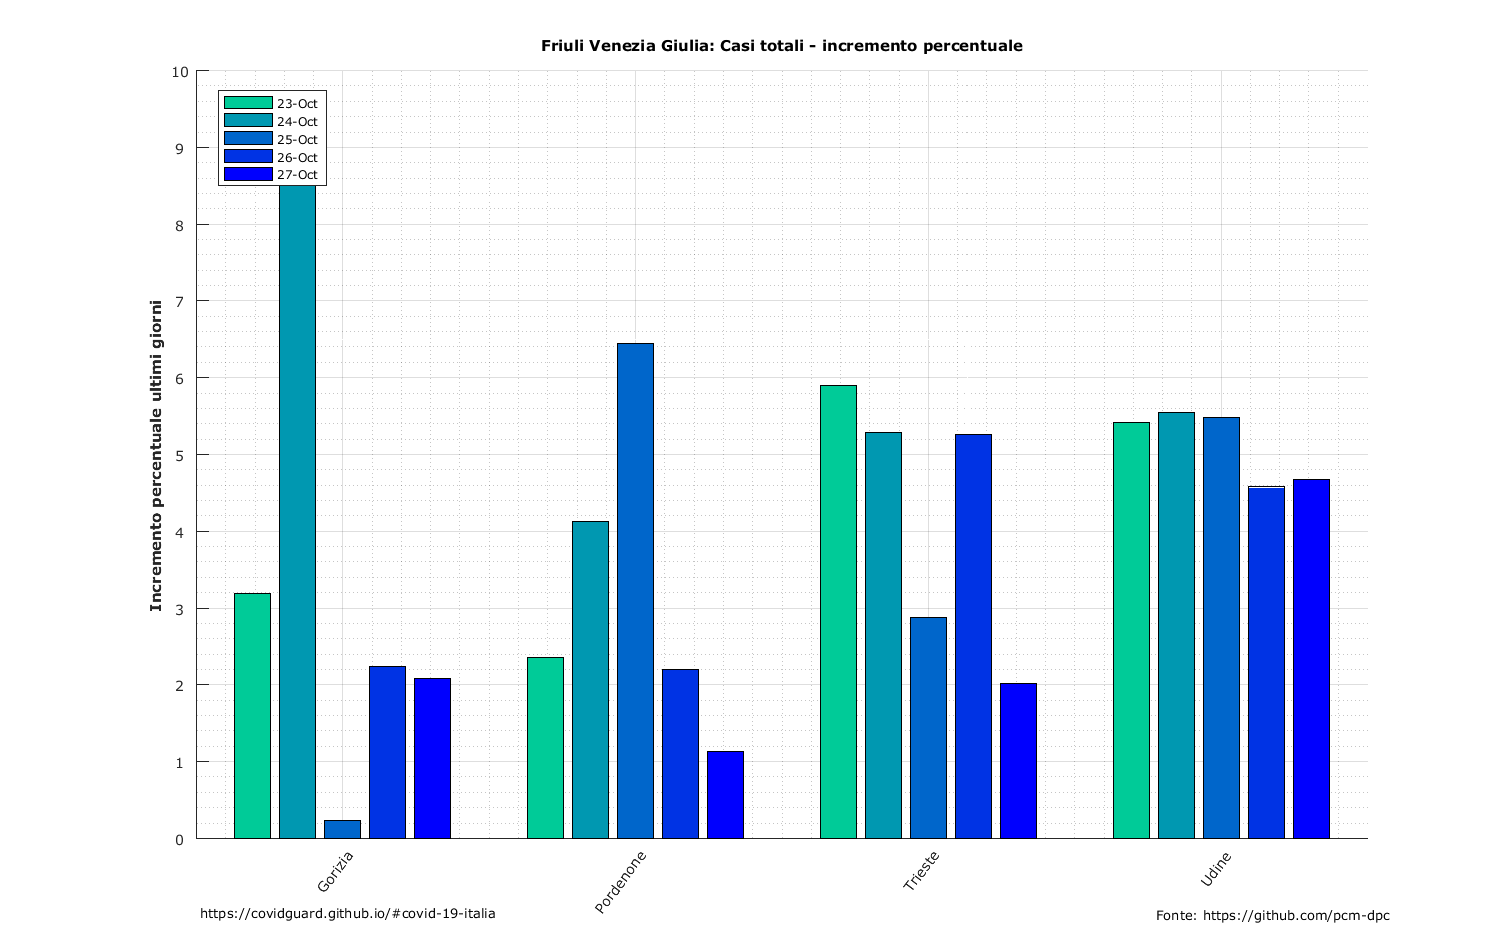 Friuli Venezia Giulia: Casi totali - incremento percentuale
10
9
8
7
6
5
4
3
2
1
0
Incremento percentuale ultimi giorni
23-Oct
24-Oct
25-Oct
26-Oct
27-Oct
Gorizia
Pordenone
Trieste
Udine
https://covidguard.github.io/#covid-19-italia
Fonte: https://github.com/pcm-dpc